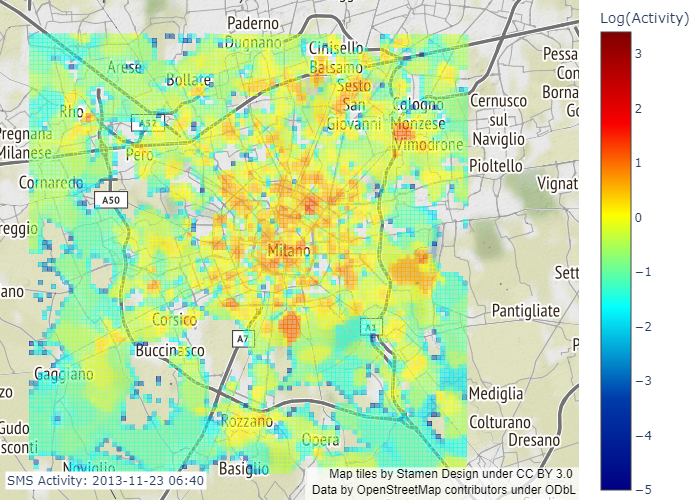 Log(Activity)
Paderno
Dugnano
Cinisello
Balsamo
Arese
Bollate
Sesto
San
Giovanni
Rho
A52
Cologno
Monzese
Vimodrone
Cernusco
sul
Naviglio
Pessa
Con
Borna
Go
Pregnana
Milanese
Pero
Pioltello
Cornaredo
A50
Vignat
reggio
Milano
Sett
ano
Pantigliate
Corsico
A7
A1
P
Buccinasco
Gaggiano
zo
Mediglia
Gudo
sconti
Rozzano
Opera
Colturano
Dresano
Noviglio
Basiglio
SMS Activity: 2013-11-23 06:40
Map tiles by Stamen Design under CC BY 3.0
Data by OpenStreetMap contributors under ODbL
3
2
1
0
−1
−2
−3
−4
−5